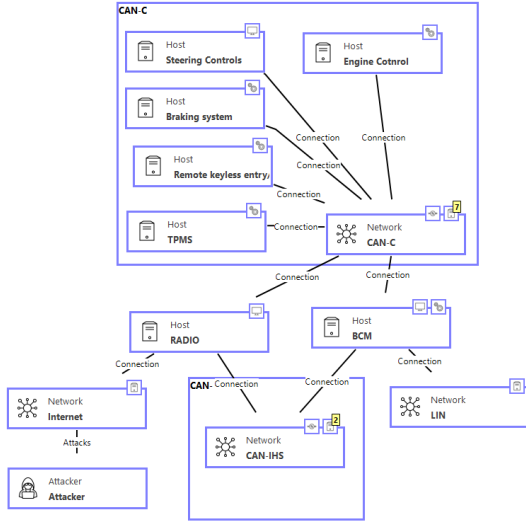 CAN-C
Host
Steering Controls
Host
Engine Cotnrol
Host
Braking system
Connection
Connection
Connection
Host
Remote keyless entry/
Connection
Host
TPMS
Connection
7
Network
CAN-C
Connection
Connection
Host
RADIO
Host
BCM
Connection
Connection
CAN-
Connection
Connection
Network
Internet
Network
LIN
2
Network
CAN-IHS
Attacks
Attacker
Attacker